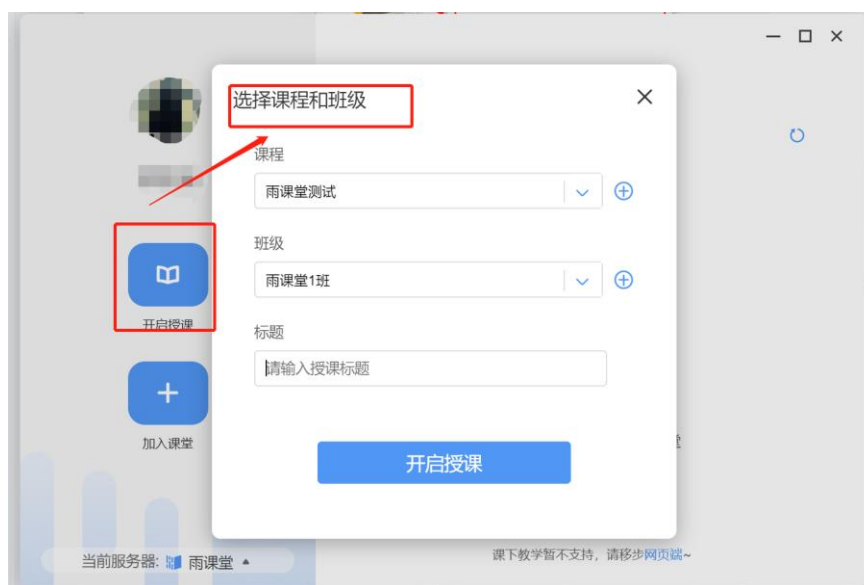 选择课程和班级
课程
雨课堂测试
班级
雨课堂1班
标题
请输入授课标题
开启授课
开启授课
加入课堂
当前服务器: 雨课堂
课下教学暂不支持，请移步网页端~